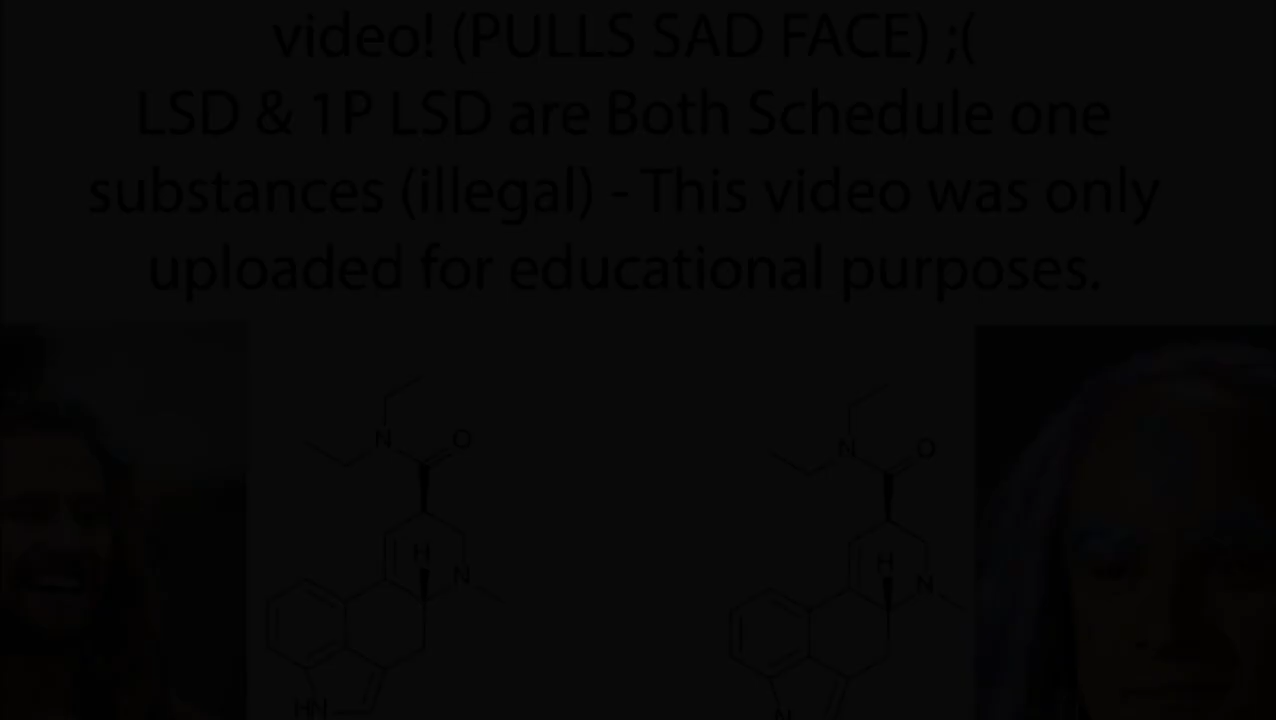 video! (PULLS SAD FACE) ;(
LSD & 1P LSD are Both Schedule one
substances (illegal) - This video was only
uploaded for educational purposes.
N O
N O
H N
H N
HN
N